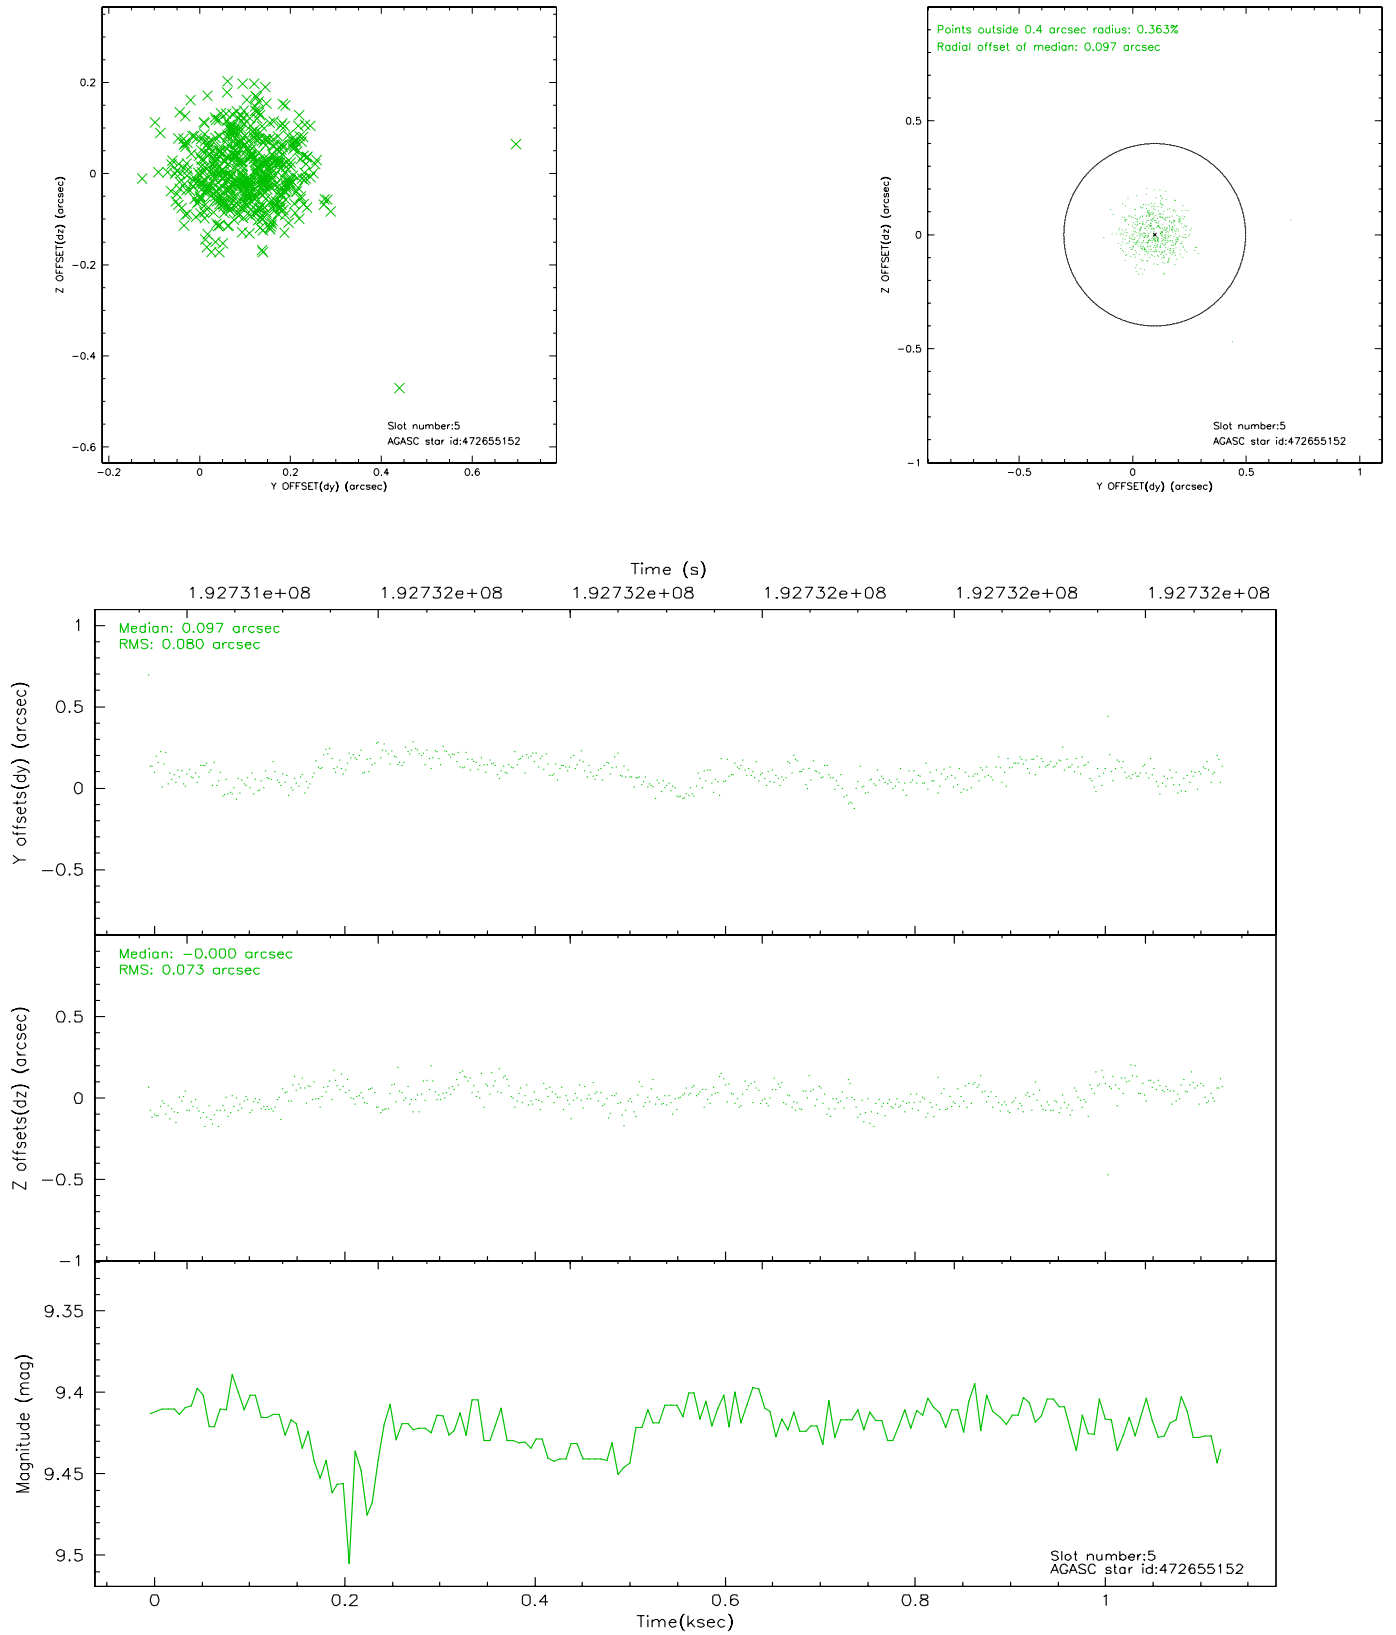 0.2
0
−0.2
−0.4
−0.6
Z OFFSET(dz) (arcsec)
−0.2 0 0.2 0.4 0.6
Y OFFSET(dy) (arcsec)
Slot number:5
AGASC star id:472655152
Points outside 0.4 arcsec radius: 0.363%
Radial offset of median: 0.097 arcsec
0.5
0
−0.5
−1
Z OFFSET(dz) (arcsec)
−0.5 0 0.5 1
Y OFFSET(dy) (arcsec)
Slot number:5
AGASC star id:472655152
Time (s)
1.92731e+08 1.92732e+08 1.92732e+08 1.92732e+08 1.92732e+08 1.92732e+08
Median: 0.097 arcsec
RMS: 0.080 arcsec
1
0.5
0
−0.5
Y offsets(dy) (arcsec)
Median: −0.000 arcsec
RMS: 0.073 arcsec
0.5
0
−0.5
−1
Z offsets(dz) (arcsec)
9.35
9.4
9.45
9.5
Magnitude (mag)
Slot number:5
AGASC star id:472655152
0 0.2 0.4 0.6 0.8 1
Time(ksec)